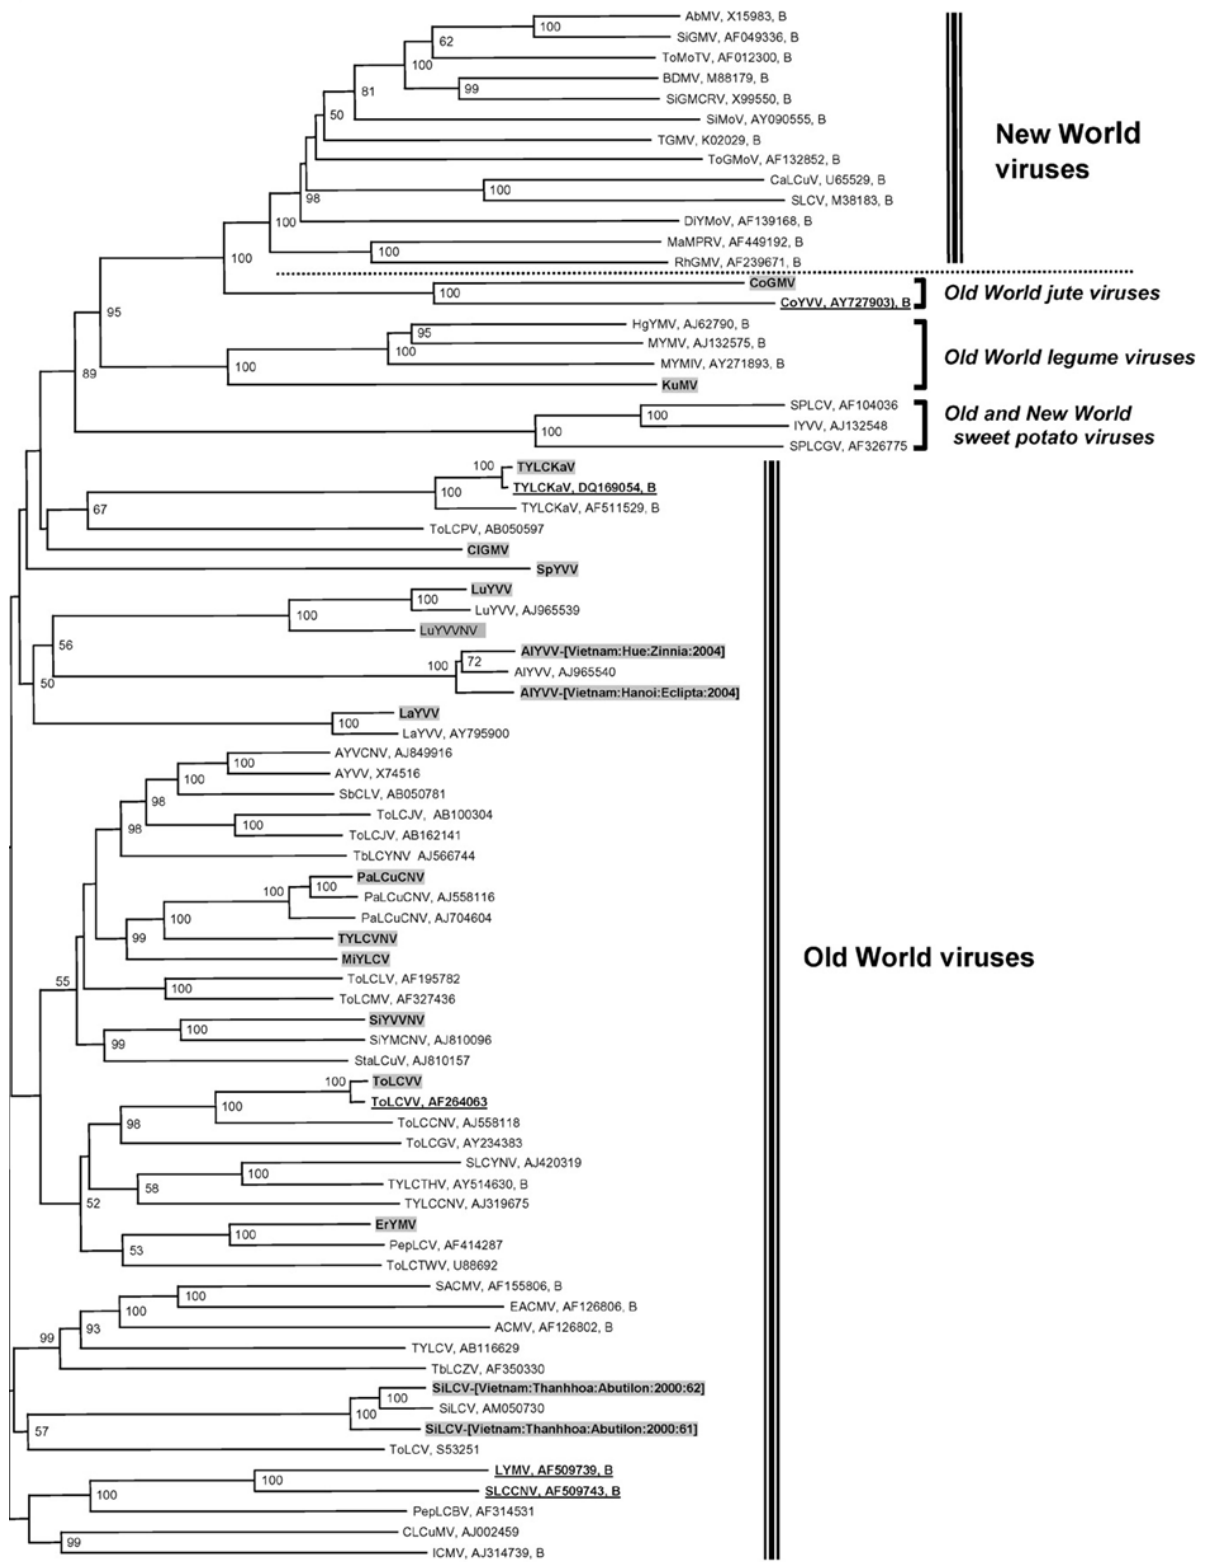 AbMV, X15983, B
100
SiGMV, AF049336, B
62
ToMoTV, AF012300, B
100
BDMV, M88179, B
81
99
SiGMCRV, X99550, B
50
SiMoV, AY090555, B
TGMV, K02029, B
ToGMoV, AF132852, B
New World
viruses
CaLCuV, U65529, B
100
98
SLCV, M38183, B
100
DiYMoV, AF139168, B
MaMPRV, AF449192, B
100
100
RhGMV, AF239671, B
CoGMV
100
Old World jute viruses
CoYVV, AY727903), B
95
HgYMV, AJ62790, B
95
MYMV, AJ132575, B
100
Old World legume viruses
MYMIV, AY271893, B
100
89
KuMV
SPLCV, AF104036
100
Old and New World
sweet potato viruses
IYVV, AJ132548
100
SPLCGV, AF326775
100
TYLCKaV
TYLCKaV, DQ169054, B
100
TYLCKaV, AF511529, B
67
ToLCPV, AB050597
ClGMV
SpYVV
LuYVV
100
LuYVV, AJ965539
100
LuYVVNV
56
AlYVV-[Vietnam:Hue:Zinnia:2004]
72
100
AlYVV, AJ965540
50
AlYVV-[Vietnam:Hanoi:Eclipta:2004]
LaYVV
100
LaYVV, AY795900
AYVCNV, AJ849916
100
AYVV, X74516
100
SbCLV, AB050781
98
ToLCJV, AB100304
98
100
ToLCJV, AB162141
TbLCYNV AJ566744
PaLCuCNV
100
100
PaLCuCNV, AJ558116
100
PaLCuCNV, AJ704604
99
TYLCVNV
MiYLCV
Old World viruses
55
ToLCLV, AF195782
100
ToLCMV, AF327436
SiYVVNV
100
SiYMCNV, AJ810096
99
StaLCuV, AJ810157
100
ToLCVV
ToLCVV, AF264063
100
98
ToLCCNV, AJ558118
ToLCGV, AY234383
SLCYNV, AJ420319
100
TYLCTHV, AY514630, B
58
52
TYLCCNV, AJ319675
ErYMV
100
PepLCV, AF414287
53
ToLCTWV, U88692
SACMV, AF155806, B
100
EACMV, AF126806, B
100
93
ACMV, AF126802, B
99
TYLCV, AB116629
TbLCZV, AF350330
SiLCV-[Vietnam:Thanhhoa:Abutilon:2000:62]
100
SiLCV, AM050730
100
SiLCV-[Vietnam:Thanhhoa:Abutilon:2000:61]
57
ToLCV, S53251
LYMV, AF509739, B
100
SLCCNV, AF509743, B
100
PepLCBV, AF314531
CLCuMV, AJ002459
99
ICMV, AJ314739, B